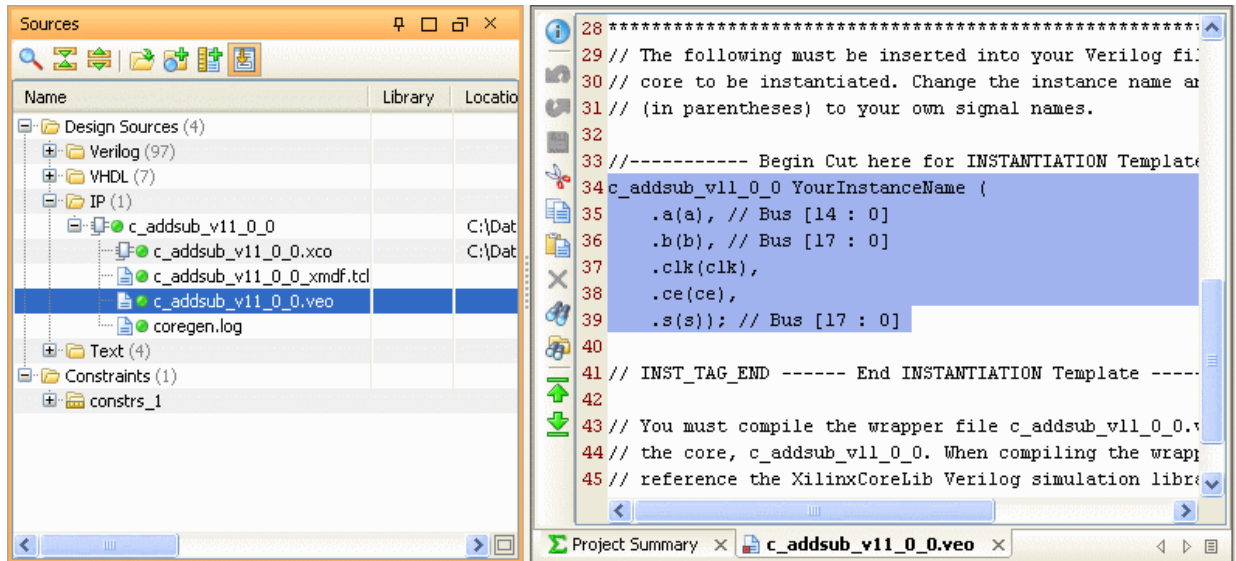 Sources
Name Library Locatio
Design Sources (4)
Verilog (97)
VHDL (7)
IP (1)
c_addsub_v11_0_0 C:\Dat
c_addsub_v11_0_0.xco C:\Dat
c_addsub_v11_0_0_xmdf.tcl
c_addsub_v11_0_0.veo
coregen.log
Text (4)
Constraints (1)
constrs_1
28 *******************************************************
29 // The following must be inserted into your Verilog fil
30 // core to be instantiated. Change the instance name an
31 // (in parentheses) to your own signal names.
32
33 //----------- Begin Cut here for INSTANTIATION Template
34 c_addsub_v11_0_0 YourInstanceName (
35 .a(a), // Bus [14 : 0]
36 .b(b), // Bus [17 : 0]
37 .clk(clk),
38 .ce(ce),
39 .s(s)); // Bus [17 : 0]
40
41 // INST_TAG_END ------ End INSTANTIATION Template -----
42
43 // You must compile the wrapper file c_addsub_v11_0_0.v
44 // the core, c_addsub_v11_0_0. When compiling the wrapp
45 // reference the XilinxCoreLib Verilog simulation libra
Project Summary c_addsub_v11_0_0.veo